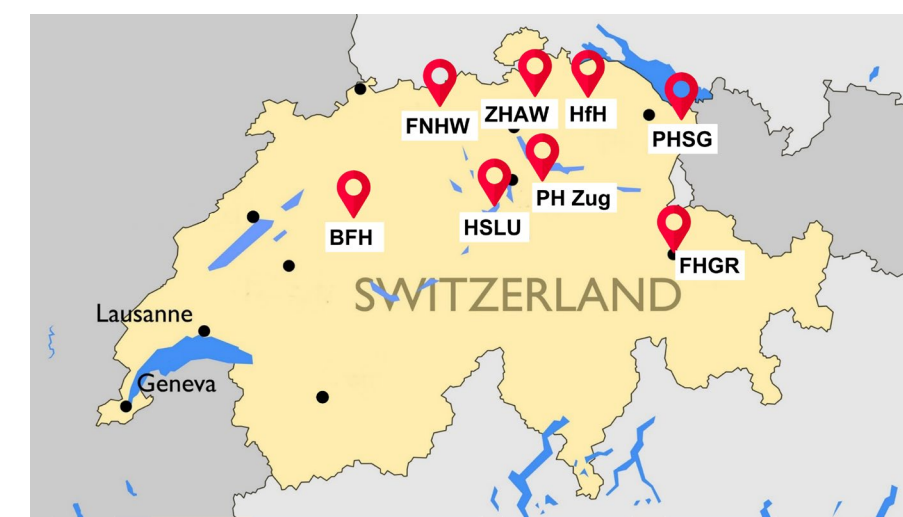 FNHW
ZHAW
HfH
PHSG
PH Zug
BFH
HSLU
FHGR
SWITZERLAND
Lausanne
Geneva